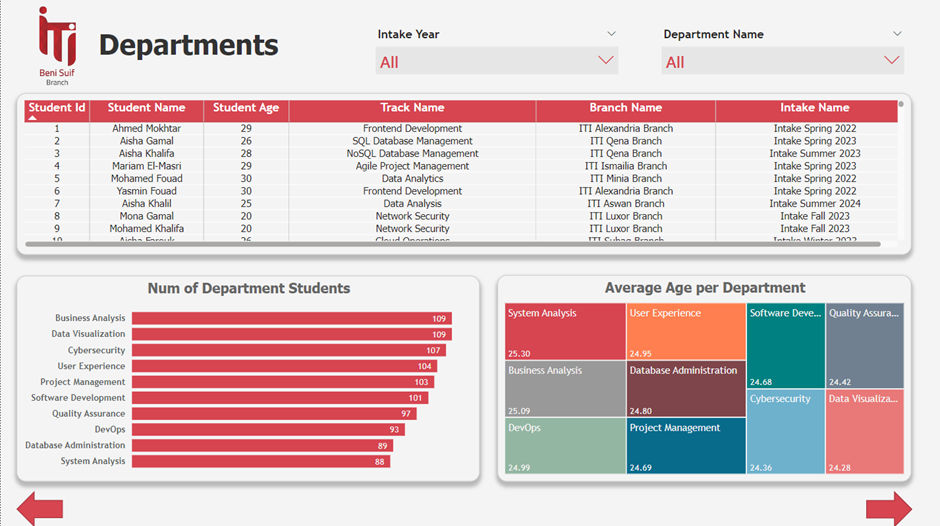 iTi
Beni Suif
Branch
Departments
Intake Year
All
Department Name
All
Student Id Student Name Student Age Track Name Branch Name Intake Name
1 Ahmed Mokhtar 29 Frontend Development ITI Alexandria Branch Intake Spring 2022
2 Aisha Gamal 26 SQL Database Management ITI Qena Branch Intake Spring 2023
3 Aisha Khalifa 28 NoSQL Database Management ITI Qena Branch Intake Summer 2023
4 Mariam El-Masri 29 Agile Project Management ITI Ismailia Branch Intake Spring 2022
5 Mohamed Fouad 30 Data Analytics ITI Minia Branch Intake Spring 2022
6 Yasmin Fouad 30 Frontend Development ITI Alexandria Branch Intake Spring 2022
7 Aisha Khalil 25 Data Analysis ITI Aswan Branch Intake Summer 2024
8 Mona Gamal 20 Network Security ITI Luxor Branch Intake Fall 2023
9 Mohamed Khalifa 20 Network Security ITI Luxor Branch Intake Fall 2023
10 Aisha Farouk 26 Cloud Operations ITI Suhag Branch Intake Winter 2023
Num of Department Students
Business Analysis 109
Data Visualization 109
Cybersecurity 107
User Experience 104
Project Management 103
Software Development 101
Quality Assurance 97
DevOps 93
Database Administration 89
System Analysis 88
Average Age per Department
System Analysis
25.30
Business Analysis
25.09
DevOps
24.99
User Experience
24.95
Database Administration
24.80
Project Management
24.69
Software Deve...
24.68
Quality Assura...
24.42
Cybersecurity
24.36
Data Visualiza...
24.28